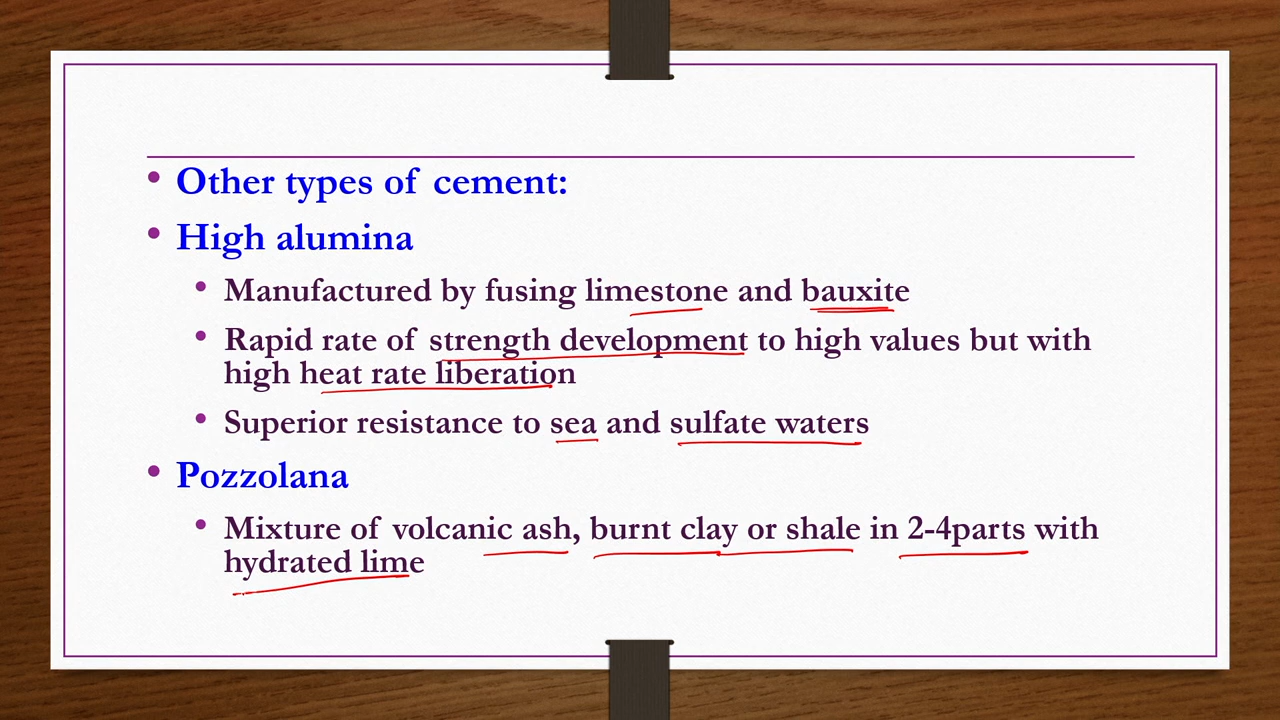 • Other types of cement:
• High alumina
• Manufactured by fusing limestone and bauxite
• Rapid rate of strength development to high values but with
high heat rate liberation
• Superior resistance to sea and sulfate waters
• Pozzolana
• Mixture of volcanic ash, burnt clay or shale in 2-4parts with
hydrated lime